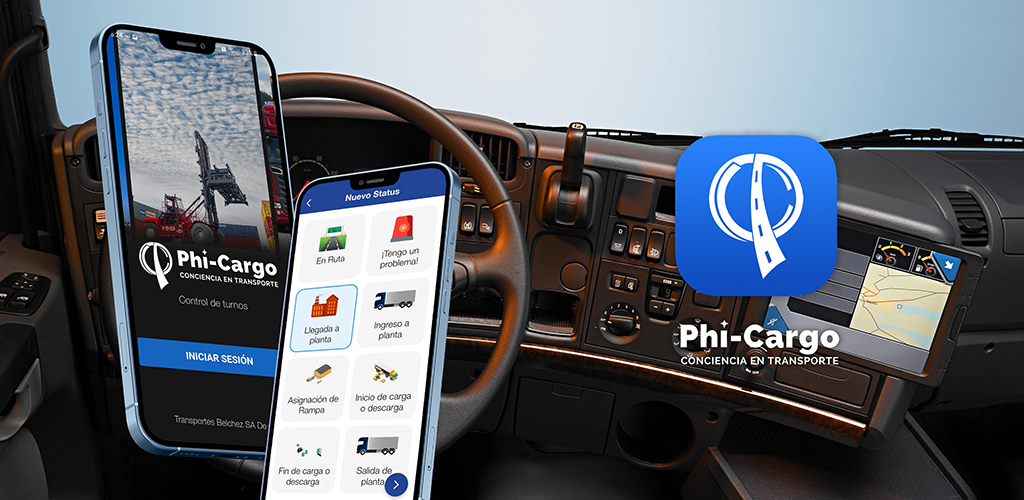 Phi-Cargo
CONCIENCIA EN TRANSPORTE
Control de turnos
INICIAR SESIÓN
Transportes Belchez SA De
Nuevo Status
En Ruta
¡Tengo un
problema!
Llegada a
planta
Ingreso a
planta
Asignación de
Rampa
Inicio de carga
o descarga
Fin de carga o
descarga
Salida de
planta
Phi-Cargo
CONCIENCIA EN TRANSPORTE